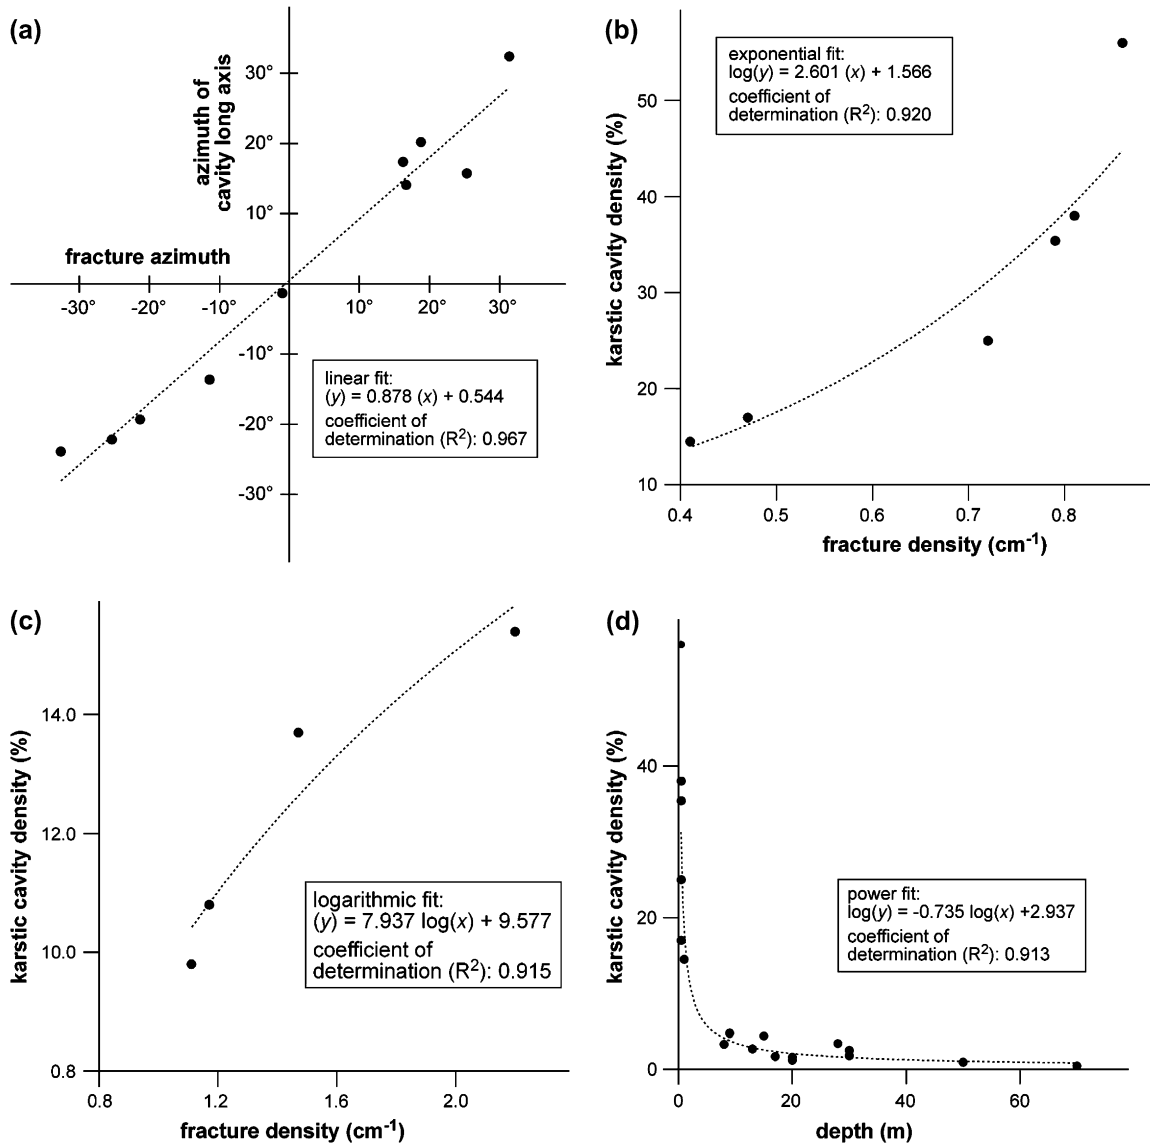 (a)
azimuth of
cavity long axis
30°
20°
10°
fracture azimuth
-30°
-20°
-10°
10°
20°
30°
-10°
-20°
-30°
linear fit:
(y) = 0.878 (x) + 0.544
coefficient of
determination (R²): 0.967
(b)
karstic cavity density (%)
50
40
30
20
10
0.4
0.5
0.6
0.7
0.8
fracture density (cm⁻¹)
exponential fit:
log(y) = 2.601 (x) + 1.566
coefficient of
determination (R²): 0.920
(c)
karstic cavity density (%)
14.0
12.0
10.0
8.0
0.8
1.2
1.6
2.0
fracture density (cm⁻¹)
logarithmic fit:
(y) = 7.937 log(x) + 9.577
coefficient of
determination (R²): 0.915
(d)
karstic cavity density (%)
40
20
0
0
20
40
60
depth (m)
power fit:
log(y) = -0.735 log(x) +2.937
coefficient of
determination (R²): 0.913